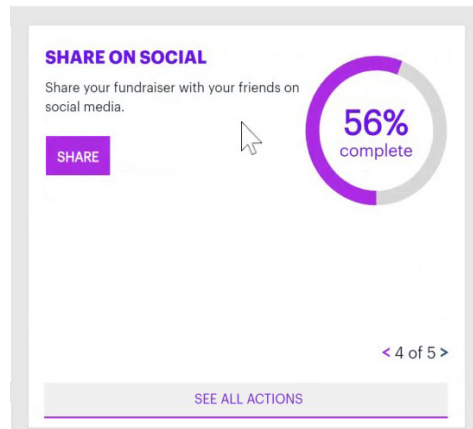 SHARE ON SOCIAL
Share your fundraiser with your friends on
social media.
SHARE
56%
complete
< 4 of 5 >
SEE ALL ACTIONS